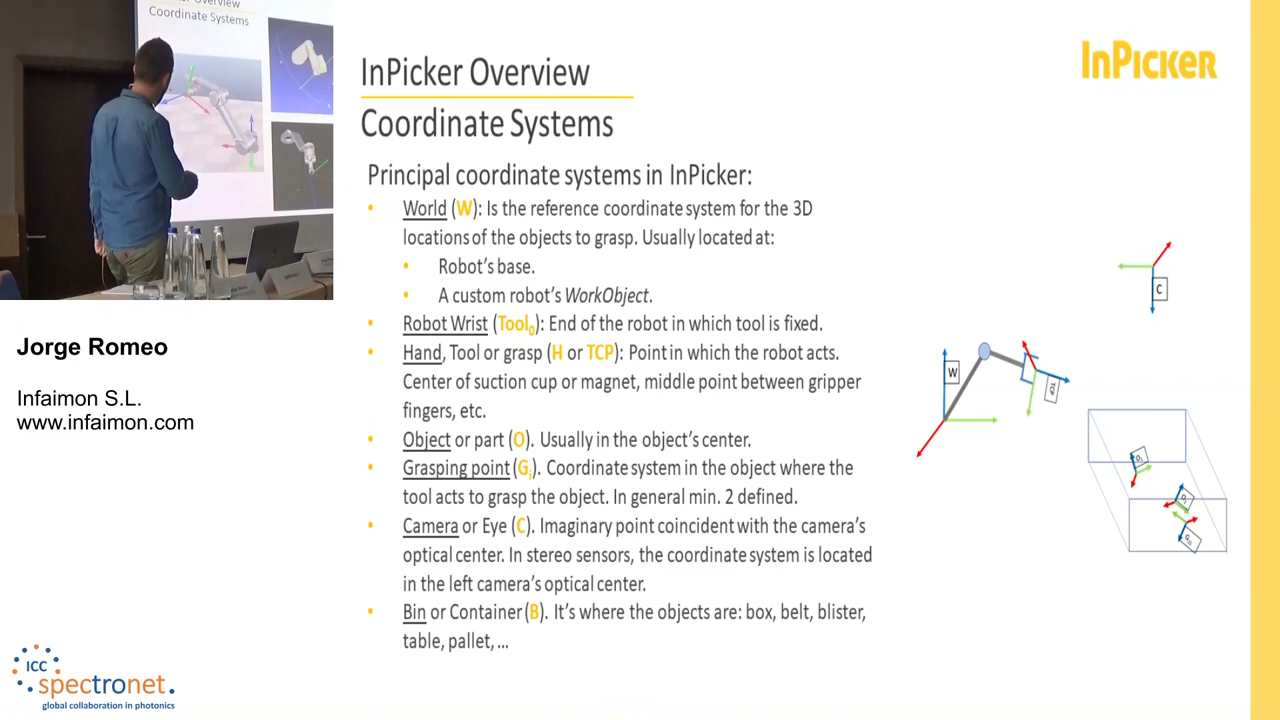 Overview
Coordinate Systems
InPicker Overview
Coordinate Systems
InPicker
Principal coordinate systems in InPicker:
• World (W): Is the reference coordinate system for the 3D
locations of the objects to grasp. Usually located at:
• Robot's base.
• A custom robot's WorkObject.
• Robot Wrist (Tool0): End of the robot in which tool is fixed.
• Hand, Tool or grasp (H or TCP): Point in which the robot acts.
Center of suction cup or magnet, middle point between gripper
fingers, etc.
• Object or part (O). Usually in the object's center.
• Grasping point (Gi). Coordinate system in the object where the
tool acts to grasp the object. In general min. 2 defined.
• Camera or Eye (C). Imaginary point coincident with the camera's
optical center. In stereo sensors, the coordinate system is located
in the left camera's optical center.
• Bin or Container (B). It's where the objects are: box, belt, blister,
table, pallet, ...
C
W
TCP
O1
O2
Jorge Romeo
Infaimon S.L.
www.infaimon.com
ICC
spectronet.
global collaboration in photonics